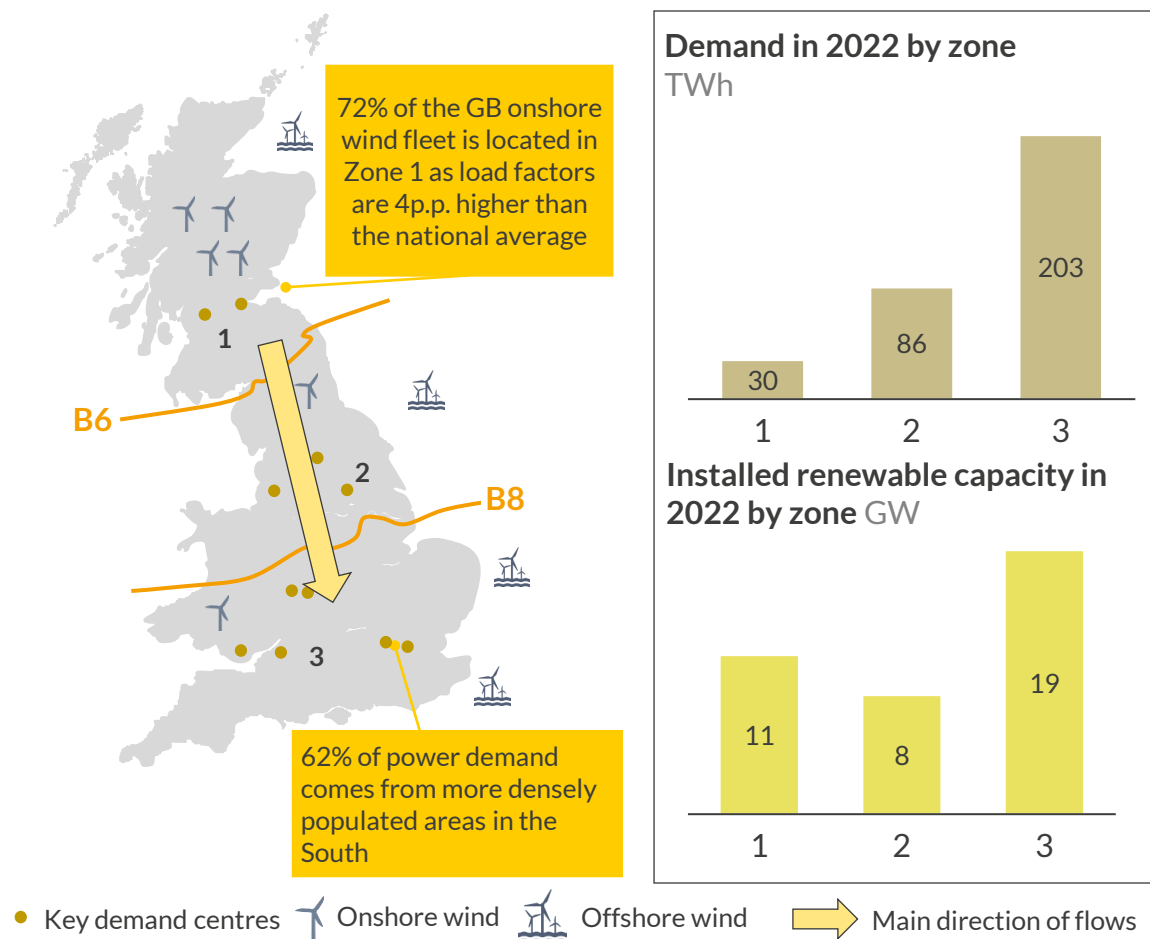 72% of the GB onshore
wind fleet is located in
Zone 1 as load factors
are 4p.p. higher than
the national average
1
B6
2
B8
3
62% of power demand
comes from more densely
populated areas in the
South
Demand in 2022 by zone
TWh
30
86
203
1
2
3
Installed renewable capacity in
2022 by zone GW
11
8
19
1
2
3
Key demand centres
Onshore wind
Offshore wind
Main direction of flows